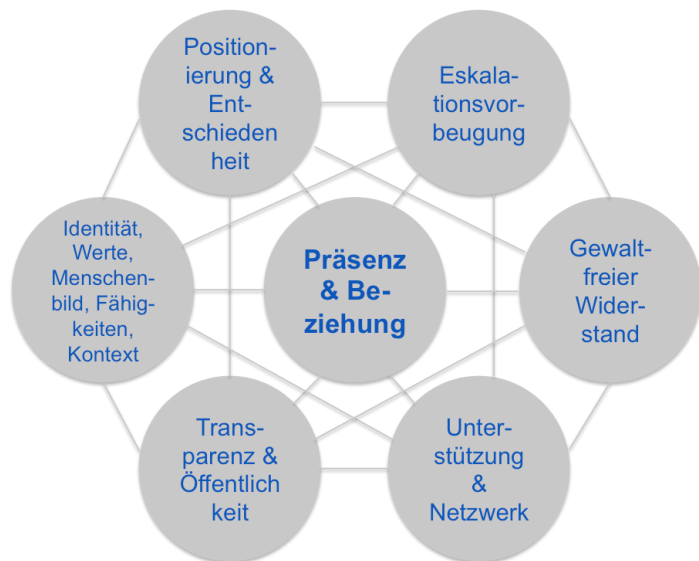 Position-
ierung &
Ent-
schieden
heit
Eskala-
tionsvor-
beugung
Identität,
Werte,
Menschen-
bild, Fähig-
keiten,
Kontext
Präsenz
& Be-
ziehung
Gewalt-
freier
Wider-
stand
Trans-
parenz &
Öffentlich
keit
Unter-
stützung
&
Netzwerk